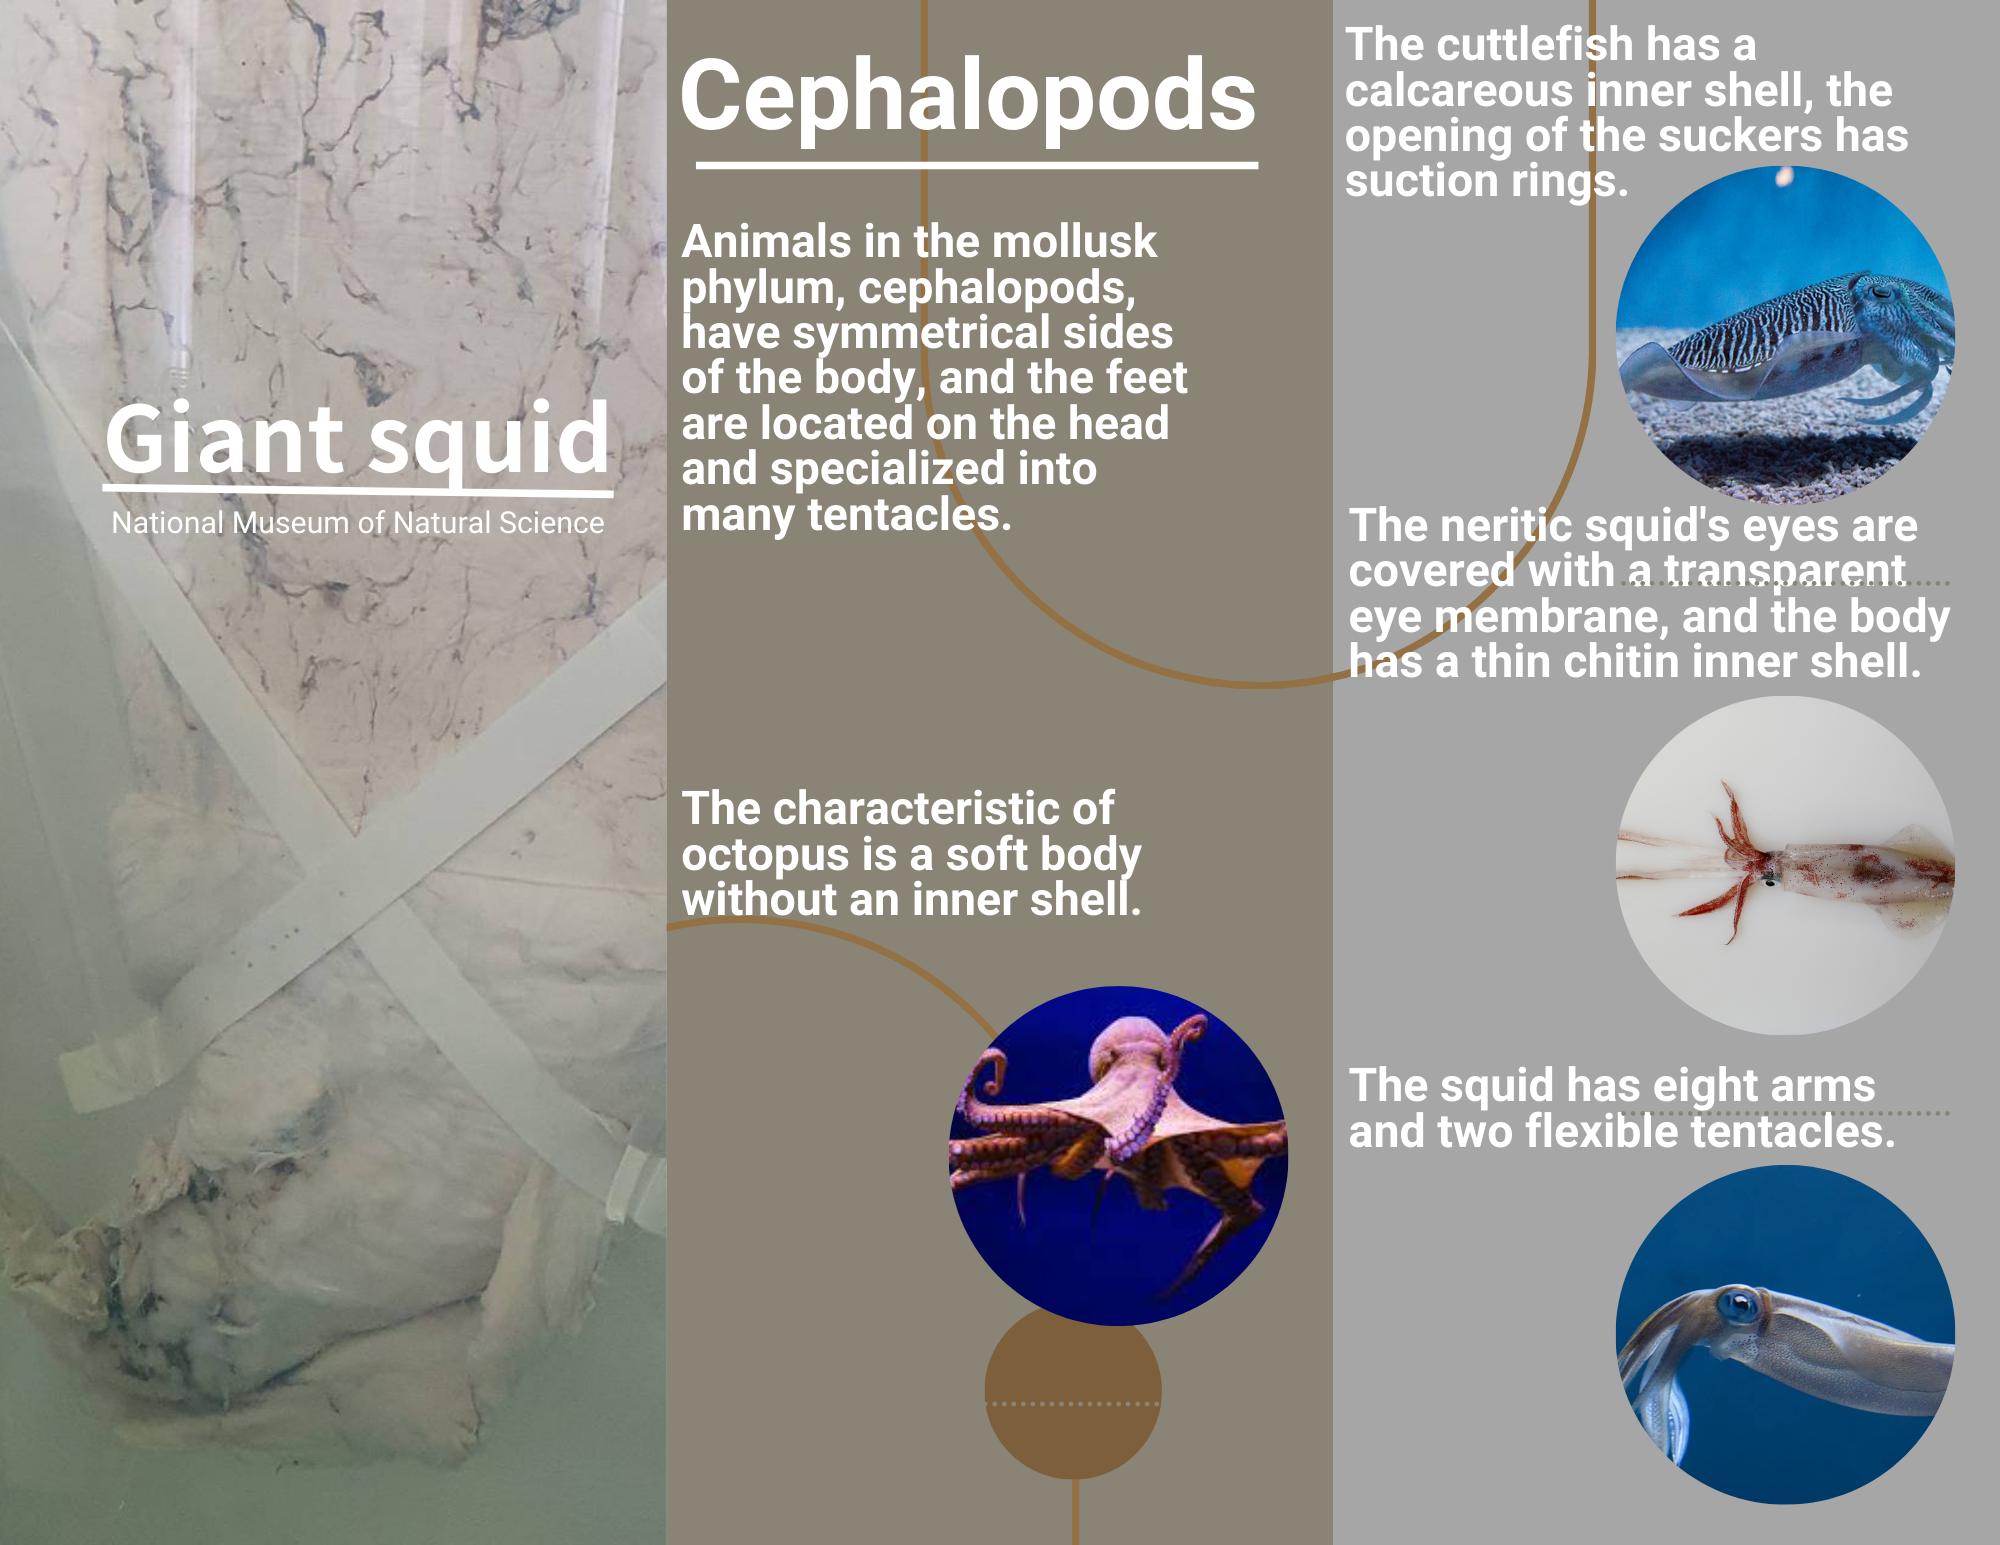 Giant squid
National Museum of Natural Science
Cephalopods
Animals in the mollusk
phylum, cephalopods,
have symmetrical sides
of the body, and the feet
are located on the head
and specialized into
many tentacles.
The characteristic of
octopus is a soft body
without an inner shell.
The cuttlefish has a
calcareous inner shell, the
opening of the suckers has
suction rings.
The neritic squid's eyes are
covered with a transparent
eye membrane, and the body
has a thin chitin inner shell.
The squid has eight arms
and two flexible tentacles.